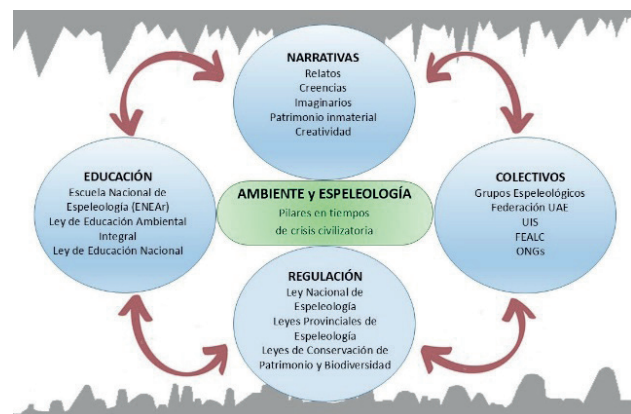 NARRATIVAS
Relatos
Creencias
Imaginarios
Patrimonio inmaterial
Creatividad
EDUCACIÓN
Escuela Nacional de
Espeleología (ENEAr)
Ley de Educación Ambiental
Integral
Ley de Educación Nacional
AMBIENTE y ESPELEOLOGÍA
Pilares en tiempos
de crisis civilizatoria
COLECTIVOS
Grupos Espeleológicos
Federación UAE
UIS
FEALC
ONGs
REGULACIÓN
Ley Nacional de
Espeleología
Leyes Provinciales de
Espeleología
Leyes de Conservación de
Patrimonio y Biodiversidad